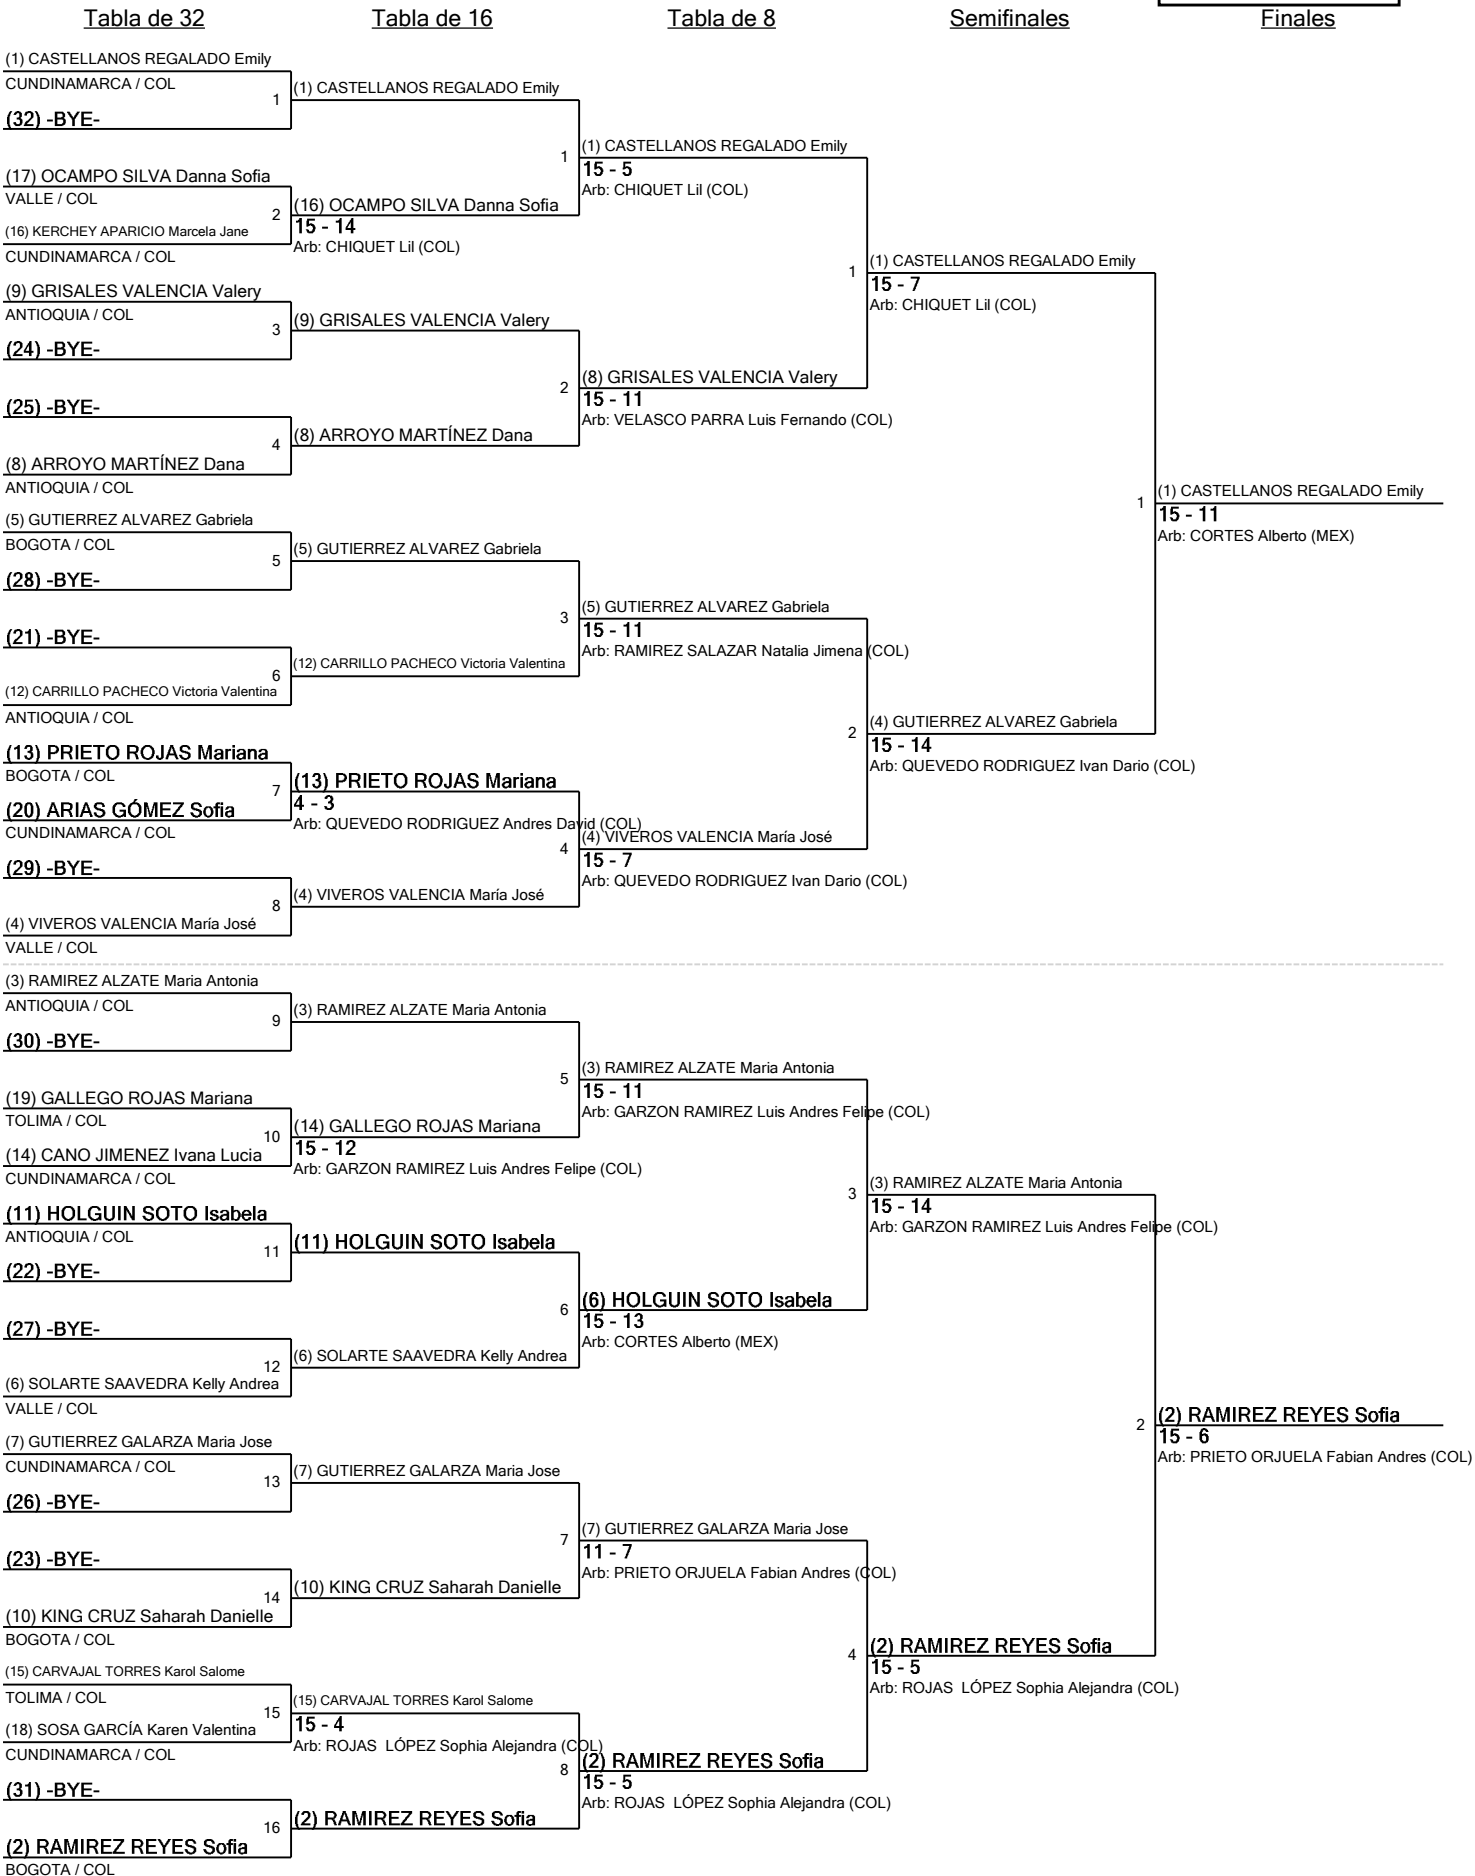 Tabla de 32
Tabla de 16
Tabla de 8
Semifinales
Finales
(1) CASTELLANOS REGALADO Emily
CUNDINAMARCA / COL
1
(32) -BYE-
(17) OCAMPO SILVA Danna Sofia
VALLE / COL
2
(16) KERCHEY APARICIO Marcela Jane
CUNDINAMARCA / COL
(9) GRISALES VALENCIA Valery
ANTIOQUIA / COL
3
(24) -BYE-
(25) -BYE-
4
(8) ARROYO MARTÍNEZ Dana
ANTIOQUIA / COL
(5) GUTIERREZ ALVAREZ Gabriela
BOGOTA / COL
5
(28) -BYE-
(21) -BYE-
6
(12) CARRILLO PACHECO Victoria Valentina
ANTIOQUIA / COL
(13) PRIETO ROJAS Mariana
BOGOTA / COL
7
(20) ARIAS GÓMEZ Sofia
CUNDINAMARCA / COL
(29) -BYE-
8
(4) VIVEROS VALENCIA María José
VALLE / COL
(3) RAMIREZ ALZATE Maria Antonia
ANTIOQUIA / COL
9
(30) -BYE-
(19) GALLEGO ROJAS Mariana
TOLIMA / COL
10
(14) CANO JIMENEZ Ivana Lucia
CUNDINAMARCA / COL
(11) HOLGUIN SOTO Isabela
ANTIOQUIA / COL
11
(22) -BYE-
(27) -BYE-
12
(6) SOLARTE SAAVEDRA Kelly Andrea
VALLE / COL
(7) GUTIERREZ GALARZA Maria Jose
CUNDINAMARCA / COL
13
(26) -BYE-
(23) -BYE-
14
(10) KING CRUZ Saharah Danielle
BOGOTA / COL
(15) CARVAJAL TORRES Karol Salome
TOLIMA / COL
15
(18) SOSA GARCÍA Karen Valentina
CUNDINAMARCA / COL
(31) -BYE-
16
(2) RAMIREZ REYES Sofia
BOGOTA / COL
(1) CASTELLANOS REGALADO Emily
1
(16) OCAMPO SILVA Danna Sofia
15 - 14
Arb: CHIQUET Lil (COL)
(9) GRISALES VALENCIA Valery
2
(8) ARROYO MARTÍNEZ Dana
(5) GUTIERREZ ALVAREZ Gabriela
3
(12) CARRILLO PACHECO Victoria Valentina
(13) PRIETO ROJAS Mariana
4 - 3
Arb: QUEVEDO RODRIGUEZ Andres David (COL)
4
(4) VIVEROS VALENCIA María José
(3) RAMIREZ ALZATE Maria Antonia
5
(14) GALLEGO ROJAS Mariana
15 - 12
Arb: GARZON RAMIREZ Luis Andres Felipe (COL)
(11) HOLGUIN SOTO Isabela
6
(6) SOLARTE SAAVEDRA Kelly Andrea
(7) GUTIERREZ GALARZA Maria Jose
7
(10) KING CRUZ Saharah Danielle
(15) CARVAJAL TORRES Karol Salome
15 - 4
Arb: ROJAS LÓPEZ Sophia Alejandra (COL)
8
(2) RAMIREZ REYES Sofia
(1) CASTELLANOS REGALADO Emily
15 - 5
Arb: CHIQUET Lil (COL)
1
(8) GRISALES VALENCIA Valery
15 - 11
Arb: VELASCO PARRA Luis Fernando (COL)
(5) GUTIERREZ ALVAREZ Gabriela
15 - 11
Arb: RAMIREZ SALAZAR Natalia Jimena (COL)
2
(4) VIVEROS VALENCIA María José
15 - 7
Arb: QUEVEDO RODRIGUEZ Ivan Dario (COL)
(3) RAMIREZ ALZATE Maria Antonia
15 - 11
Arb: GARZON RAMIREZ Luis Andres Felipe (COL)
3
(6) HOLGUIN SOTO Isabela
15 - 13
Arb: CORTES Alberto (MEX)
(7) GUTIERREZ GALARZA Maria Jose
11 - 7
Arb: PRIETO ORJUELA Fabian Andres (COL)
4
(2) RAMIREZ REYES Sofia
15 - 5
Arb: ROJAS LÓPEZ Sophia Alejandra (COL)
(1) CASTELLANOS REGALADO Emily
15 - 7
Arb: CHIQUET Lil (COL)
1
(4) GUTIERREZ ALVAREZ Gabriela
15 - 14
Arb: QUEVEDO RODRIGUEZ Ivan Dario (COL)
(3) RAMIREZ ALZATE Maria Antonia
15 - 14
Arb: GARZON RAMIREZ Luis Andres Felipe (COL)
2
(2) RAMIREZ REYES Sofia
15 - 5
Arb: ROJAS LÓPEZ Sophia Alejandra (COL)
(1) CASTELLANOS REGALADO Emily
15 - 11
Arb: CORTES Alberto (MEX)
(2) RAMIREZ REYES Sofia
15 - 6
Arb: PRIETO ORJUELA Fabian Andres (COL)